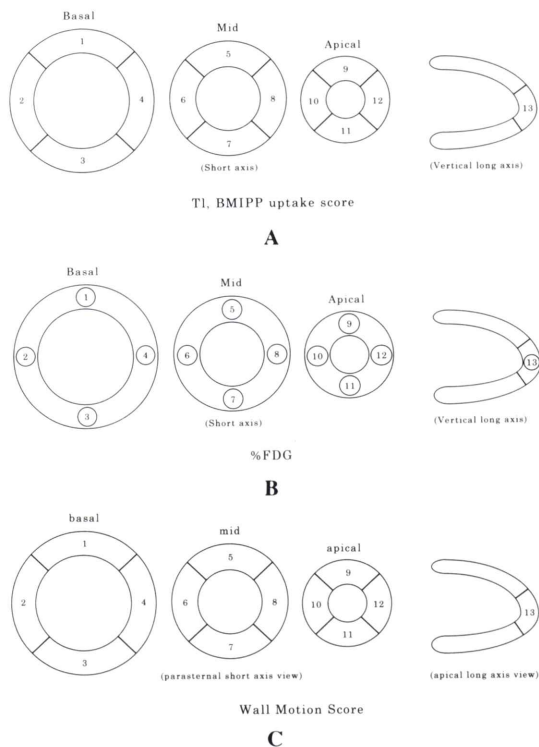 Basal
Mid
Apical
1
2
4
3
5
6
8
7
9
10
12
11
13
(Short axis)
(Vertical long axis)
Tl, BMIPP uptake score
A
Basal
Mid
Apical
1
2
4
3
5
6
8
7
9
10
12
11
13
(Short axis)
(Vertical long axis)
%FDG
B
basal
mid
apical
1
2
4
3
5
6
8
7
9
10
12
11
13
(parasternal short axis view)
(apical long axis view)
Wall Motion Score
C